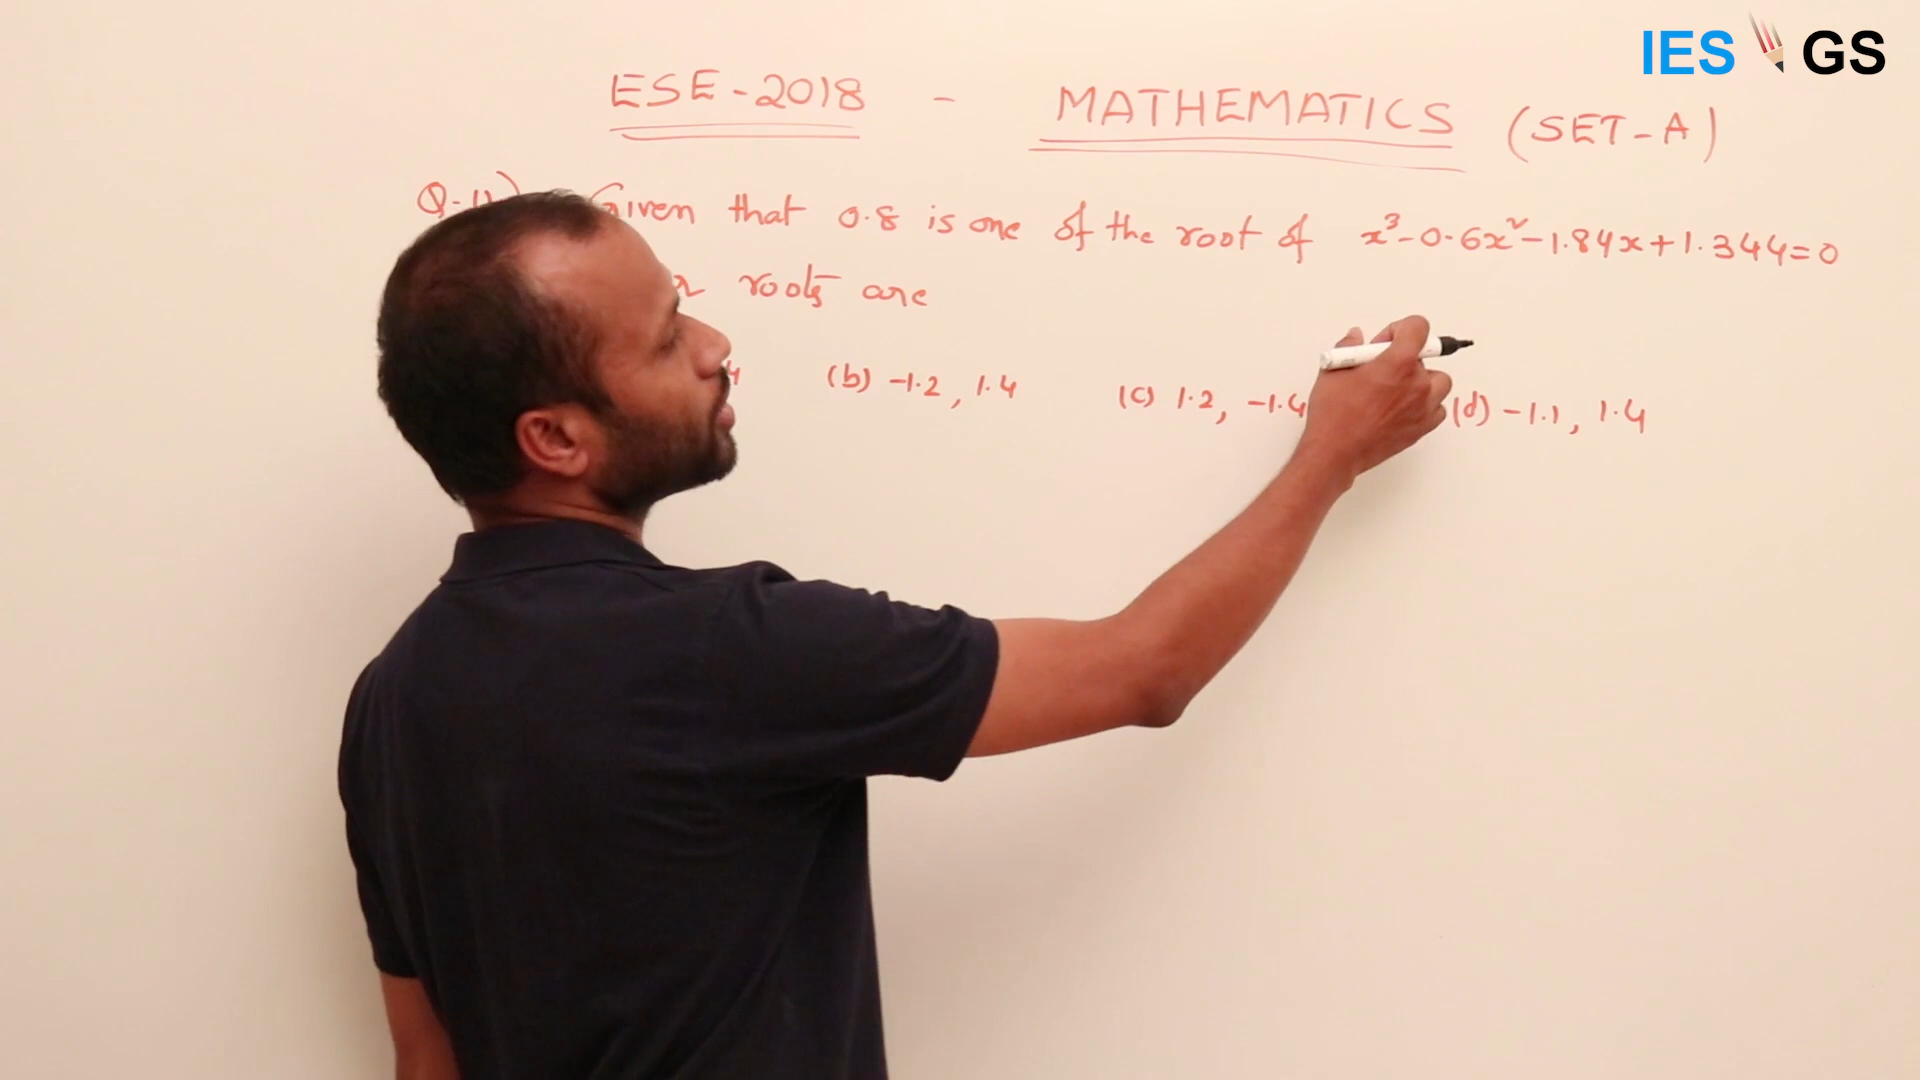 IES GS
ESE-2018 - MATHEMATICS (SET-A)
Given that 0.8 is one of the root of x³-0.6x²-1.84x+1.344=0
roots are
(b) -1.2, 1.4 (c) 1.2, -1.4 (d) -1.1, 1.4